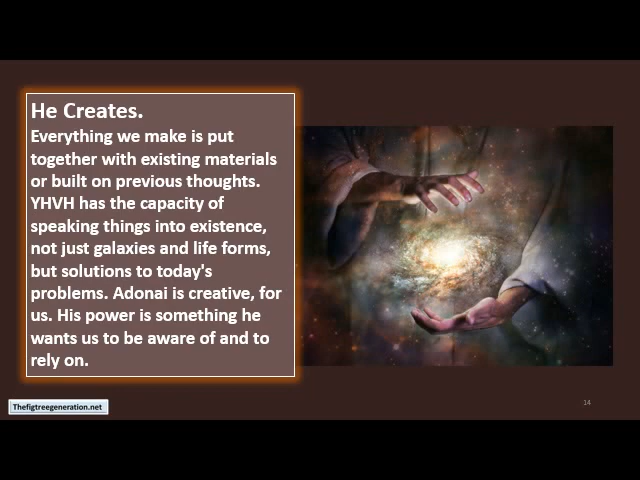 He Creates.
Everything we make is put
together with existing materials
or built on previous thoughts.
YHVH has the capacity of
speaking things into existence,
not just galaxies and life forms,
but solutions to today's
problems. Adonai is creative, for
us. His power is something he
wants us to be aware of and to
rely on.
Thefigtreegeneration.net
14